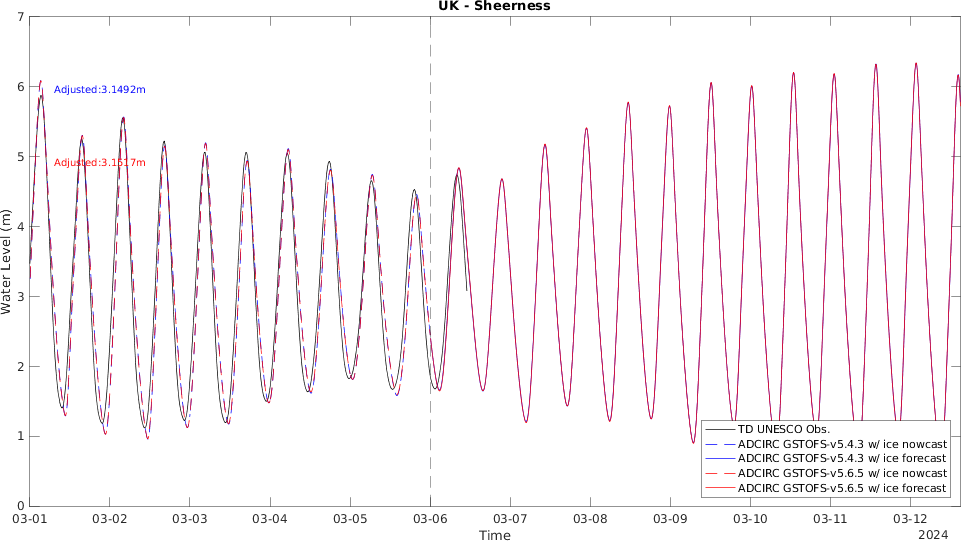 UK - Sheerness
7
6
5
4
3
2
1
0
Water Level (m)
Adjusted:3.1492m
Adjusted:3.1517m
TD UNESCO Obs.
ADCIRC GSTOFS-v5.4.3 w/ ice nowcast
ADCIRC GSTOFS-v5.4.3 w/ ice forecast
ADCIRC GSTOFS-v5.6.5 w/ ice nowcast
ADCIRC GSTOFS-v5.6.5 w/ ice forecast
03-01 03-02 03-03 03-04 03-05 03-06 03-07 03-08 03-09 03-10 03-11 03-12
Time
2024